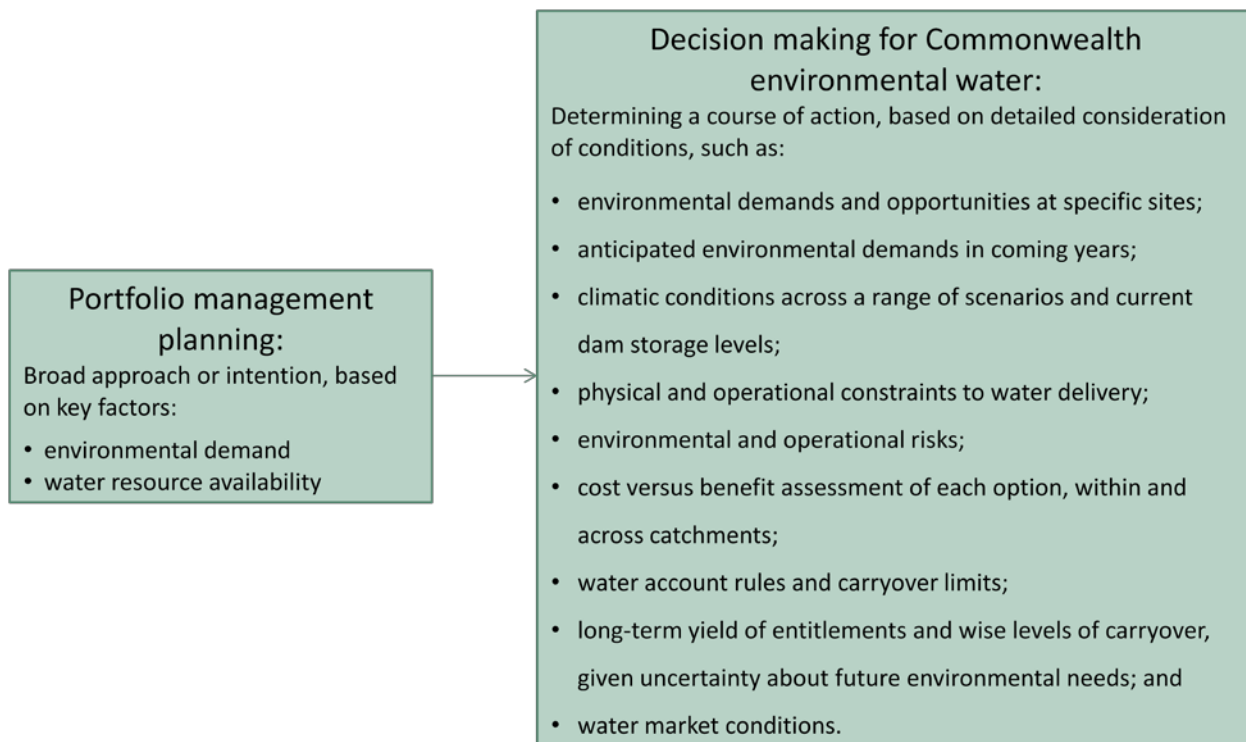 Portfolio management
planning:
Broad approach or intention, based
on key factors:
• environmental demand
• water resource availability
Decision making for Commonwealth
environmental water:
Determining a course of action, based on detailed consideration
of conditions, such as:
• environmental demands and opportunities at specific sites;
• anticipated environmental demands in coming years;
• climatic conditions across a range of scenarios and current
dam storage levels;
• physical and operational constraints to water delivery;
• environmental and operational risks;
• cost versus benefit assessment of each option, within and
across catchments;
• water account rules and carryover limits;
• long-term yield of entitlements and wise levels of carryover,
given uncertainty about future environmental needs; and
• water market conditions.